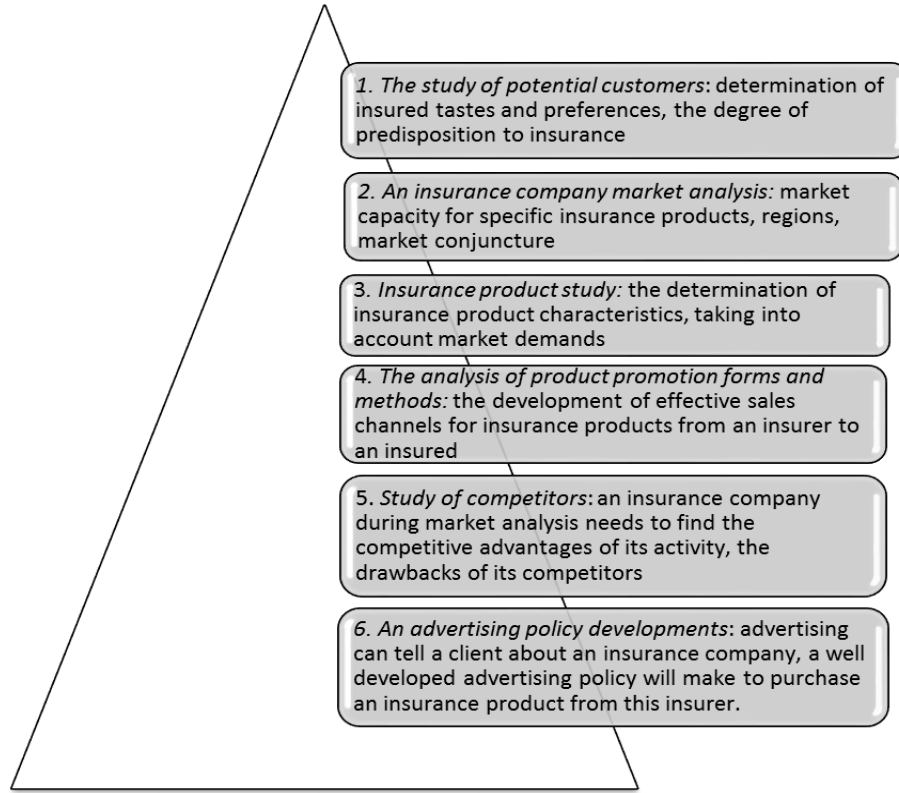 1. The study of potential customers: determination of
insured tastes and preferences, the degree of
predisposition to insurance
2. An insurance company market analysis: market
capacity for specific insurance products, regions,
market conjuncture
3. Insurance product study: the determination of
insurance product characteristics, taking into
account market demands
4. The analysis of product promotion forms and
methods: the development of effective sales
channels for insurance products from an insurer to
an insured
5. Study of competitors: an insurance company
during market analysis needs to find the
competitive advantages of its activity, the
drawbacks of its competitors
6. An advertising policy developments: advertising
can tell a client about an insurance company, a well
developed advertising policy will make to purchase
an insurance product from this insurer.